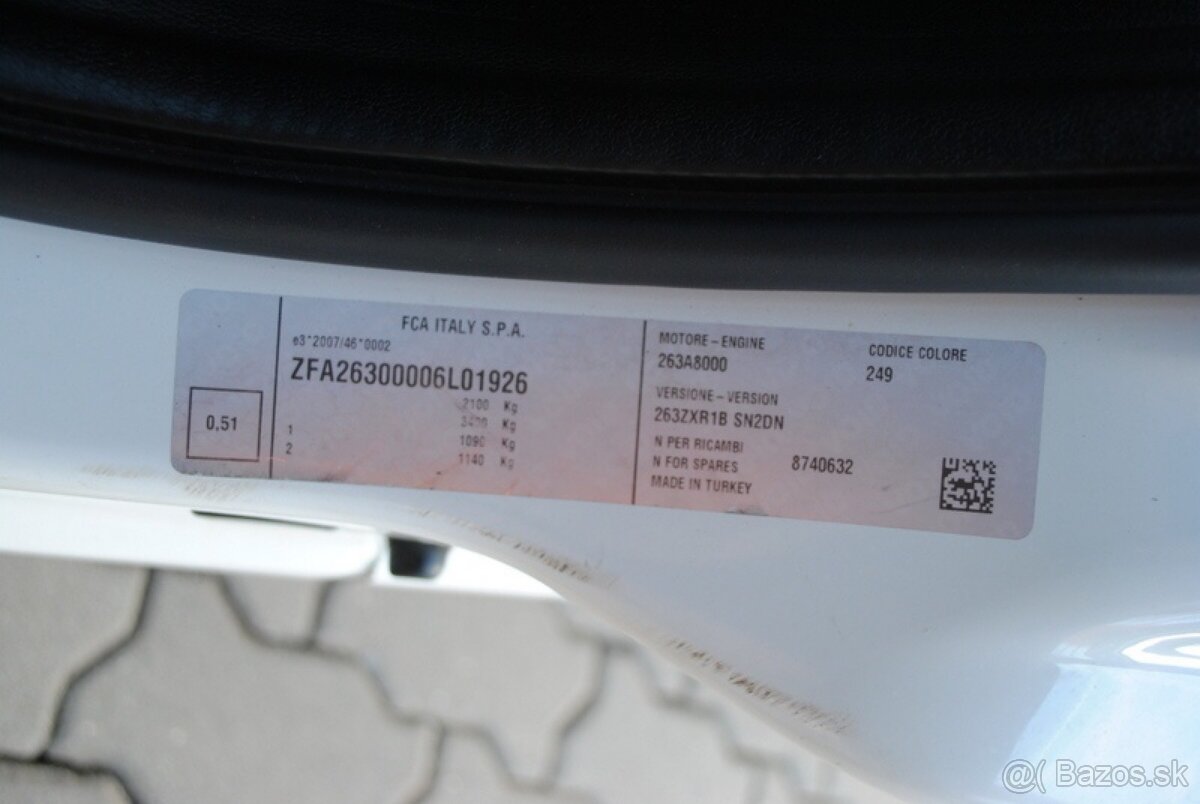 FCA ITALY S.P.A.
e3*2007/46*0002
ZFA26300006L01926
2100 Kg
3400 Kg
1 1090 Kg
2 1140 Kg
0,51
MOTORE - ENGINE
263A8000
CODICE COLORE
249
VERSIONE - VERSION
263ZXR1B SN2DN
N PER RICAMBI
N FOR SPARES 8740632
MADE IN TURKEY
@( Bazos.sk